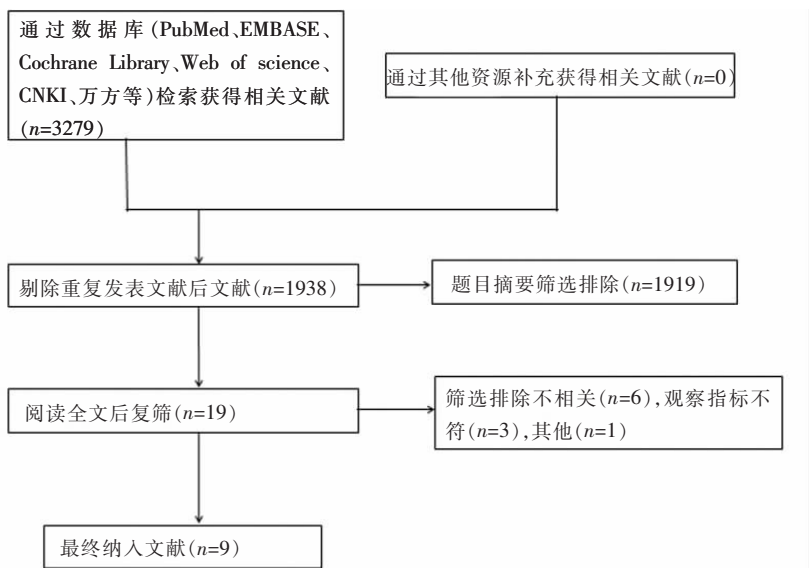 通过数据库(PubMed、EMBASE、
Cochrane Library、Web of science、
CNKI、万方等)检索获得相关文献
(n=3279)
通过其他资源补充获得相关文献(n=0)
剔除重复发表文献后文献(n=1938)
题目摘要筛选排除(n=1919)
阅读全文后复筛(n=19)
筛选排除不相关(n=6),观察指标不
符(n=3),其他(n=1)
最终纳入文献(n=9)